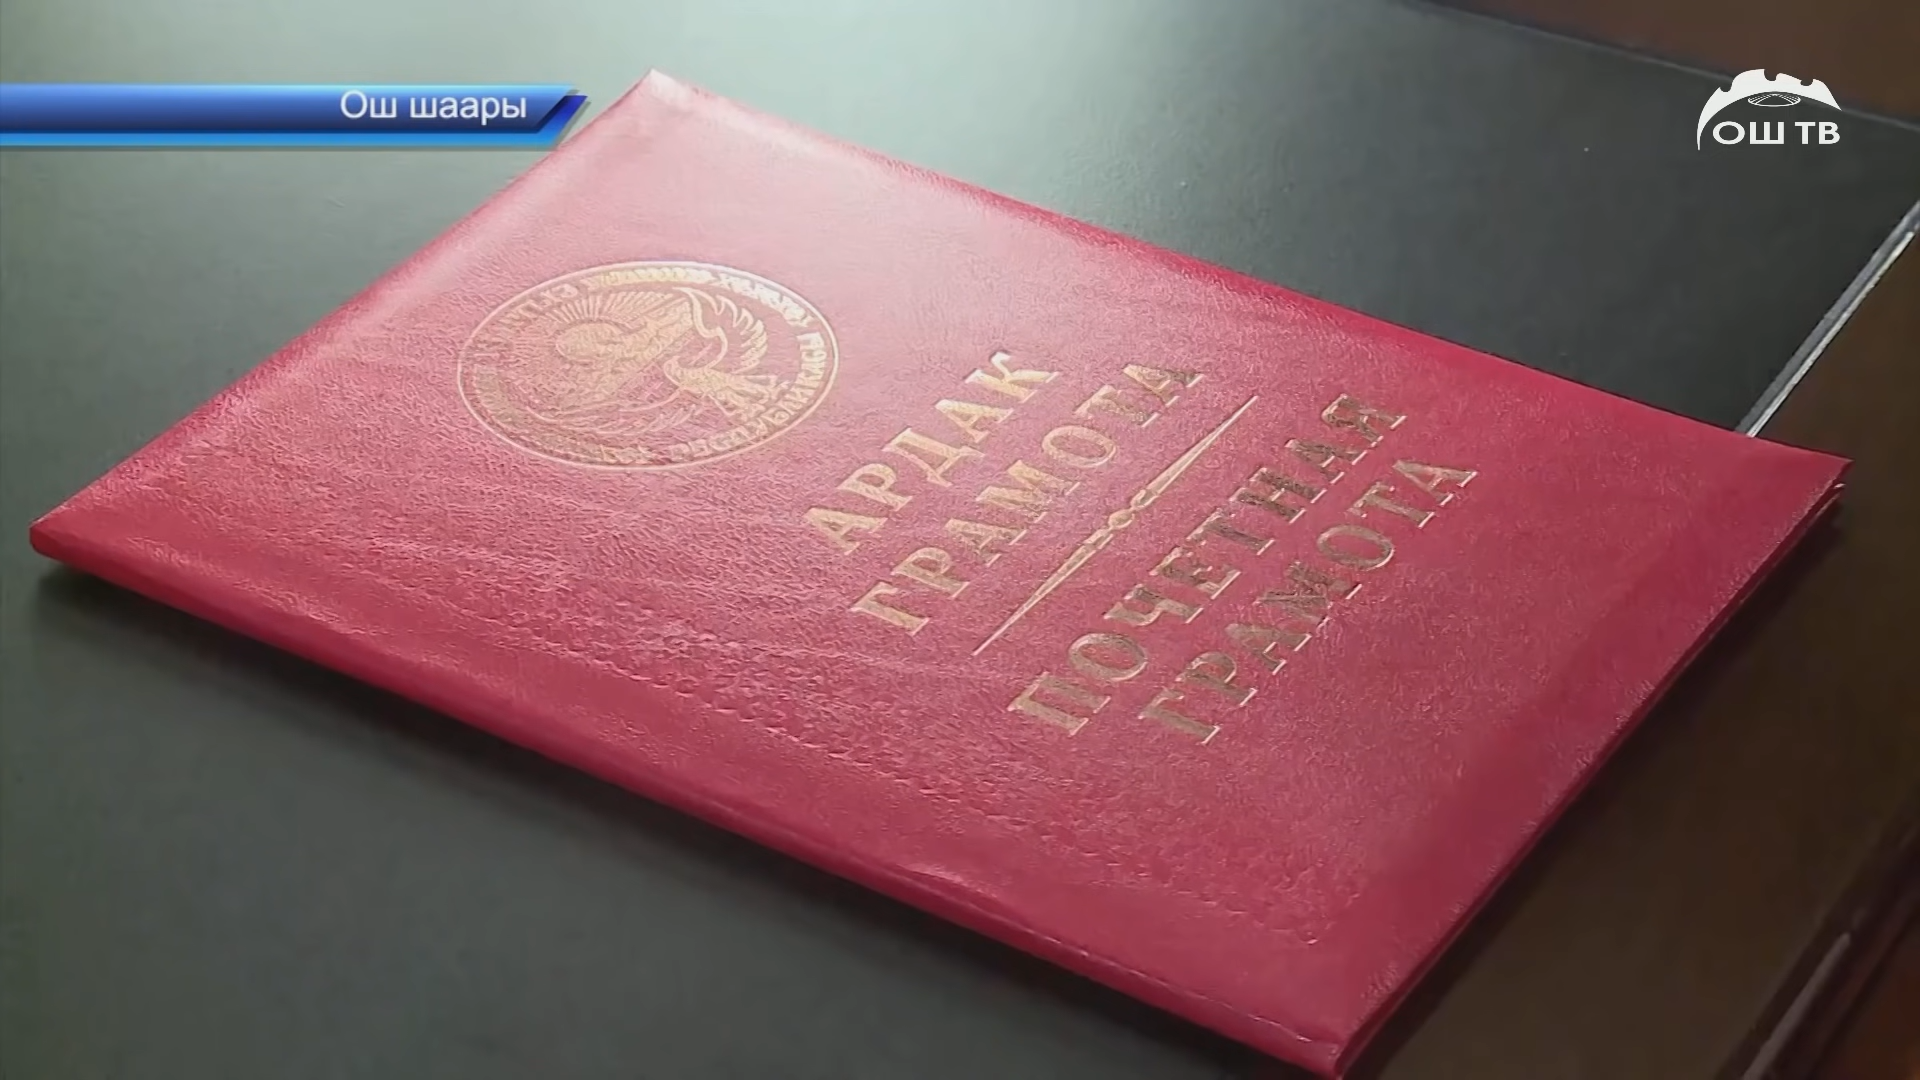 Ош шаары
ОШ ТВ
АРДАК
ГРАМОТА
ПОЧЕТНАЯ
ГРАМОТА